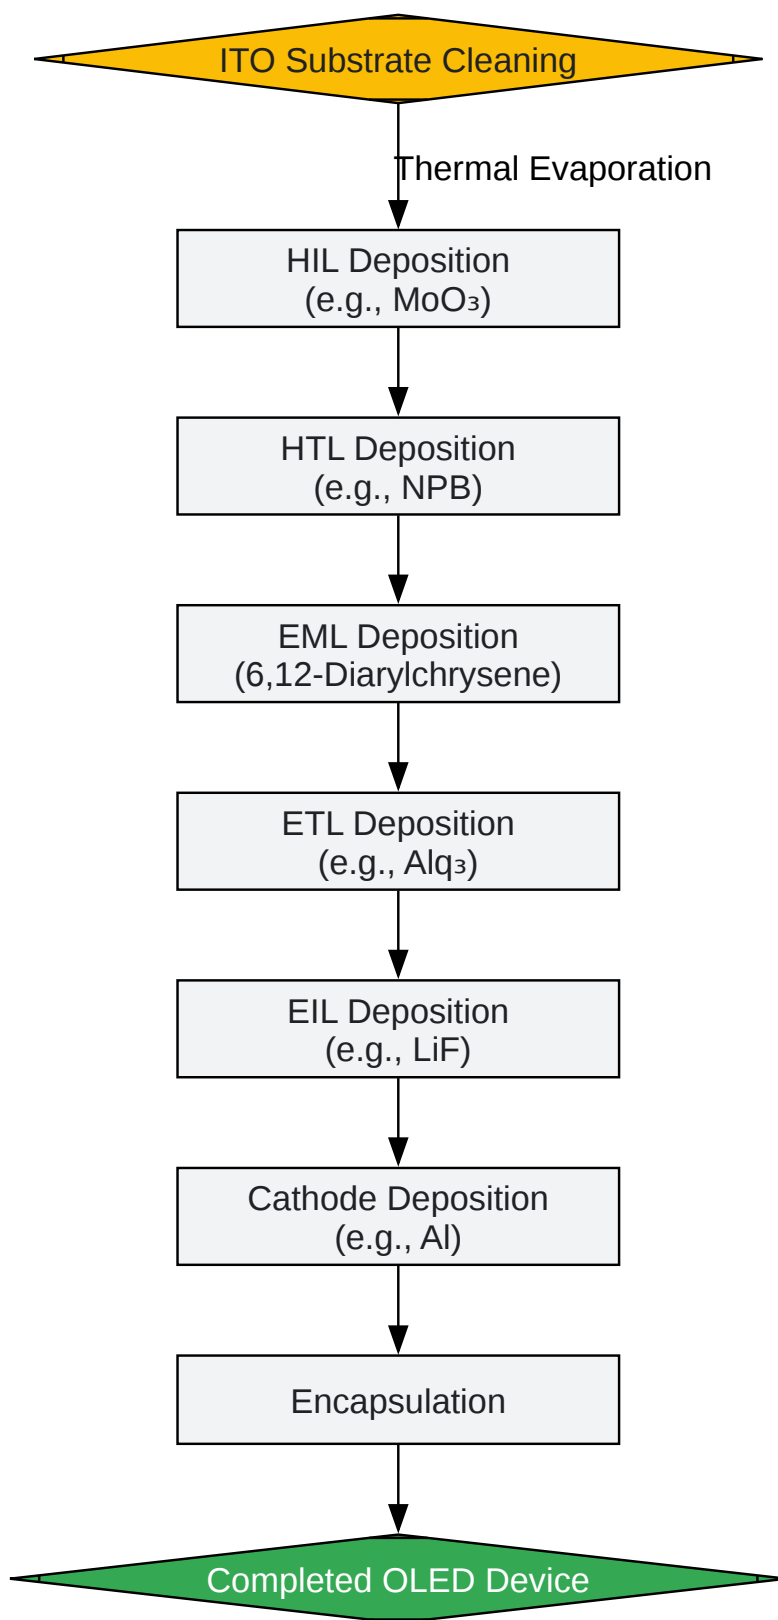 ITO Substrate Cleaning
Thermal Evaporation
HIL Deposition
(e.g., MoO₃)
HTL Deposition
(e.g., NPB)
EML Deposition
(6,12-Diarylchrysene)
ETL Deposition
(e.g., Alq₃)
EIL Deposition
(e.g., LiF)
Cathode Deposition
(e.g., Al)
Encapsulation
Completed OLED Device